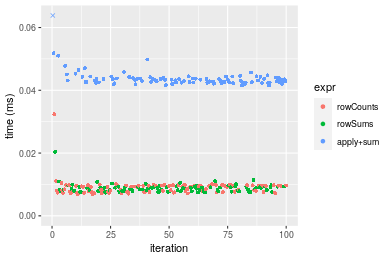 0.06
0.04
0.02
0.00
time (ms)
0
25
50
75
100
iteration
expr
rowCounts
rowSums
apply+sum